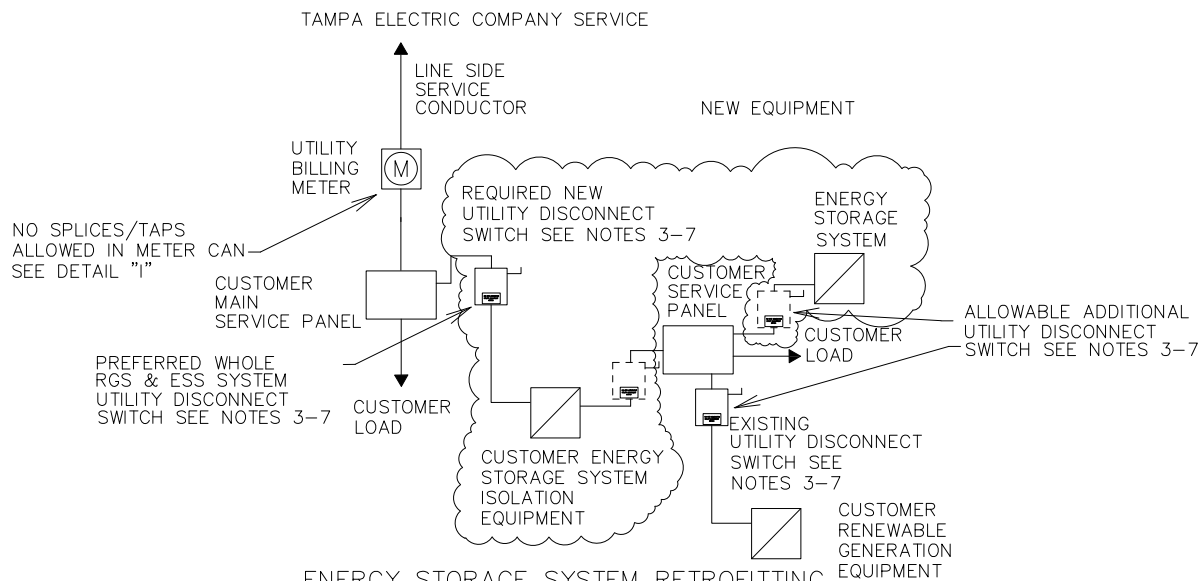 TAMPA ELECTRIC COMPANY SERVICE
LINE SIDE
SERVICE
CONDUCTOR
NEW EQUIPMENT
UTILITY
BILLING
METER
M
NO SPLICES/TAPS
ALLOWED IN METER CAN
SEE DETAIL "I"
REQUIRED NEW
UTILITY DISCONNECT
SWITCH SEE NOTES 3-7
ENERGY
STORAGE
SYSTEM
CUSTOMER
MAIN
SERVICE PANEL
CUSTOMER
SERVICE
PANEL
ALLOWABLE ADDITIONAL
UTILITY DISCONNECT
SWITCH SEE NOTES 3-7
CUSTOMER
LOAD
PREFERRED WHOLE
RGS & ESS SYSTEM
UTILITY DISCONNECT
SWITCH SEE NOTES 3-7
CUSTOMER
LOAD
EXISTING
UTILITY DISCONNECT
SWITCH SEE
NOTES 3-7
CUSTOMER ENERGY
STORAGE SYSTEM
ISOLATION
EQUIPMENT
CUSTOMER
RENEWABLE
GENERATION
EQUIPMENT
ENERGY STORAGE SYSTEM RETROFITTING